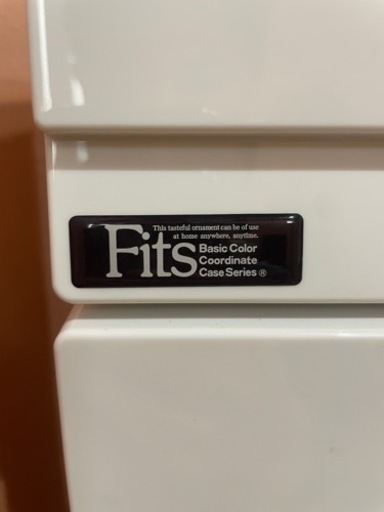 This tasteful ornament can be of use
at home anywhere, anytime.
Fits
Basic Color
Coordinate
Case Series ®